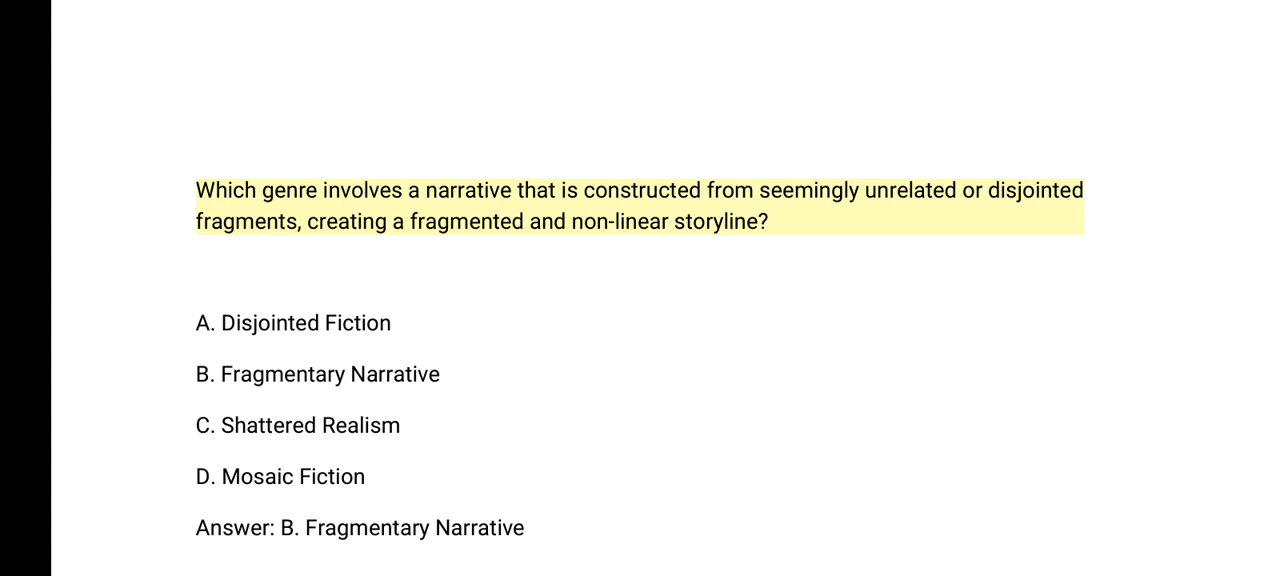 Which genre involves a narrative that is constructed from seemingly unrelated or disjointed
fragments, creating a fragmented and non-linear storyline?
A. Disjointed Fiction
B. Fragmentary Narrative
C. Shattered Realism
D. Mosaic Fiction
Answer: B. Fragmentary Narrative